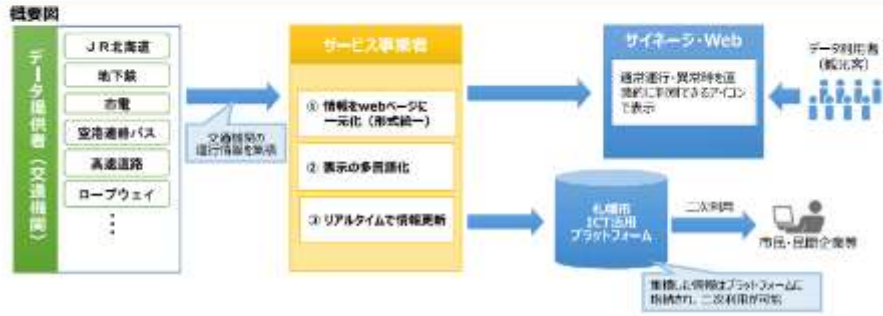 概要図
データ提供者（交通機関）
JR北海道
地下鉄
市電
空港連絡バス
高速道路
ロープウェイ
交通機関の
運行情報を集積
サービス事業者
① 情報をwebページに
一元化（形式統一）
② 表示の多言語化
③ リアルタイムで情報更新
サイネージ・Web
通常運行・異常時を直
感的に判別できるアイコン
で表示
データ利用者
（観光客）
札幌市
ICT活用
プラットフォーム
二次利用
市民・民間企業等
集積した情報はプラットフォームに
格納され、二次利用が可能